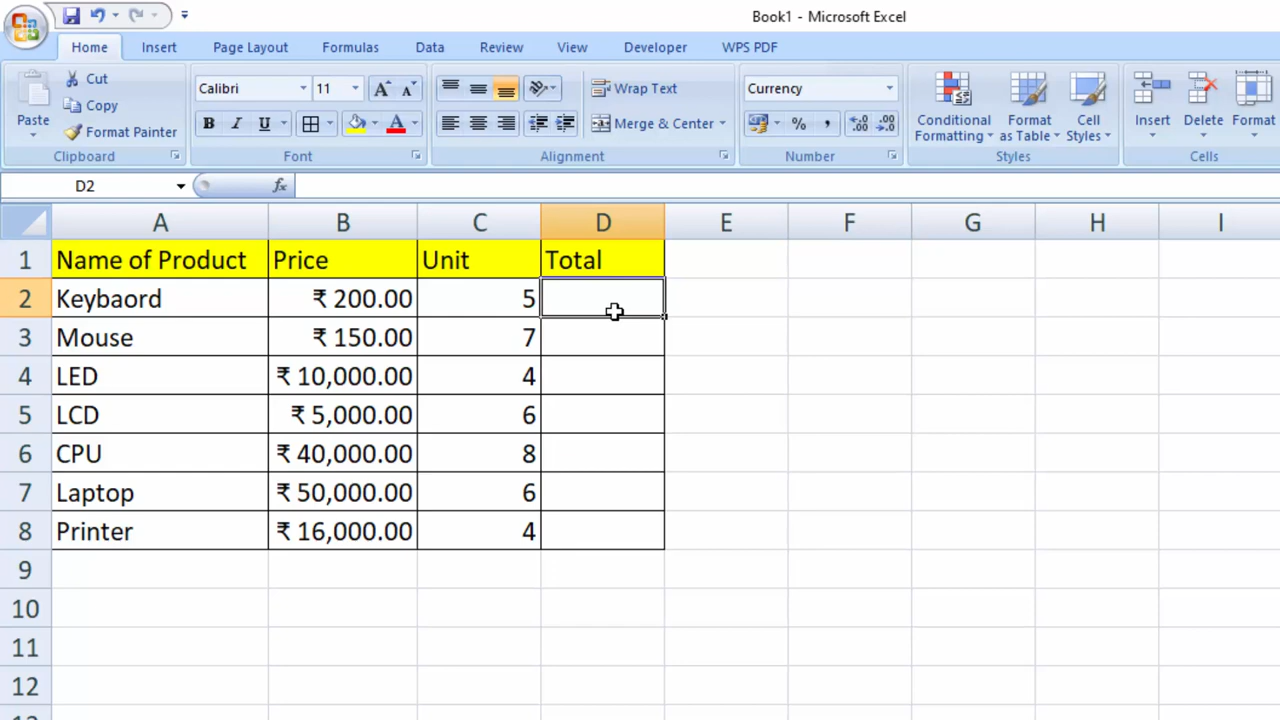 Book1 - Microsoft Excel
Home Insert Page Layout Formulas Data Review View Developer WPS PDF
Paste
Cut
Copy
Format Painter
Clipboard
Calibri 11
B I U
Font
Wrap Text
Merge & Center
Alignment
Currency
%
Number
Conditional Formatting
Format as Table
Cell Styles
Styles
Insert
Delete
Format
Cells
D2 fx
A B C D E F G H I
1 Name of Product Price Unit Total
2 Keybaord ₹ 200.00 5
3 Mouse ₹ 150.00 7
4 LED ₹ 10,000.00 4
5 LCD ₹ 5,000.00 6
6 CPU ₹ 40,000.00 8
7 Laptop ₹ 50,000.00 6
8 Printer ₹ 16,000.00 4
9
10
11
12